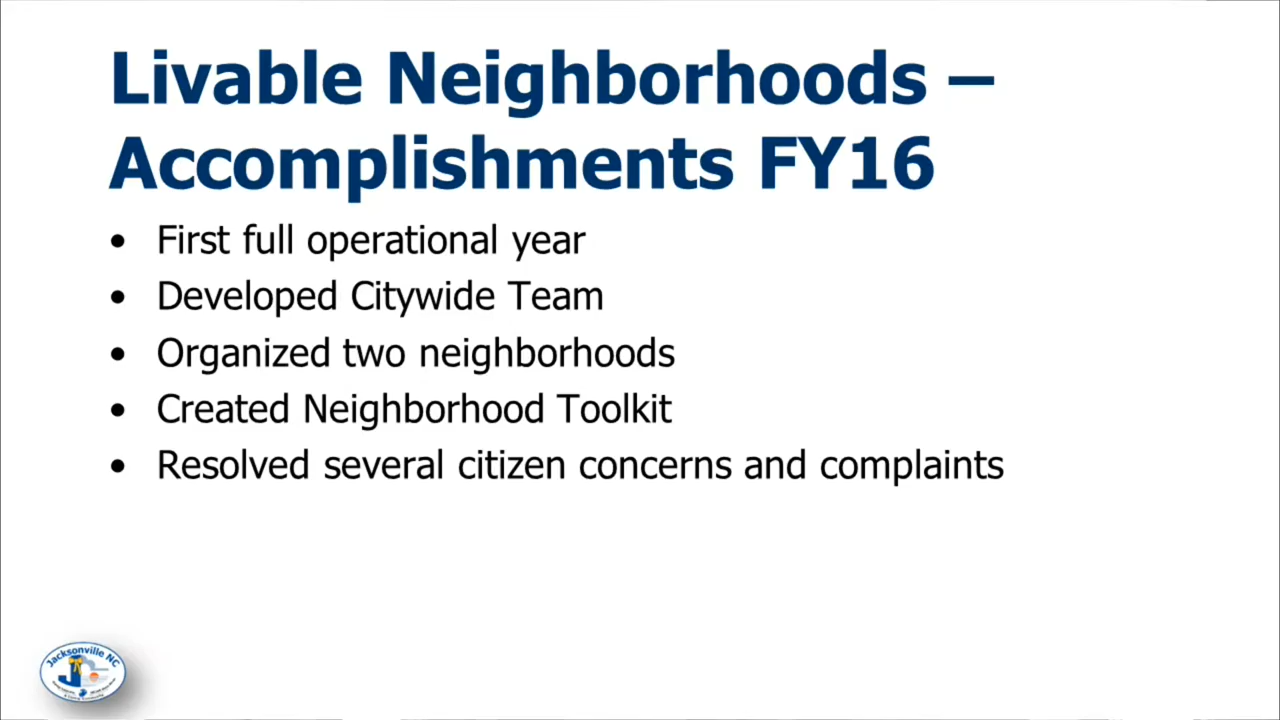 Livable Neighborhoods –
Accomplishments FY16
• First full operational year
• Developed Citywide Team
• Organized two neighborhoods
• Created Neighborhood Toolkit
• Resolved several citizen concerns and complaints
Jacksonville NC